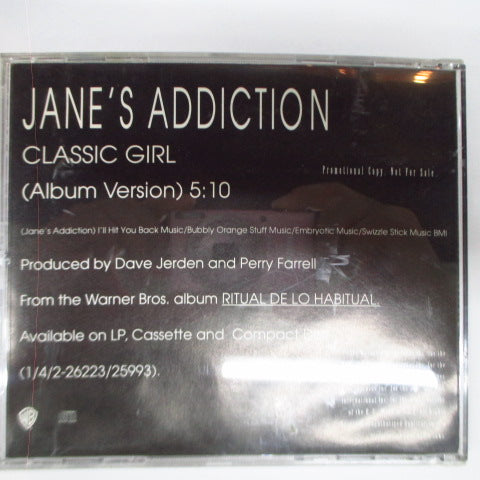 JANE'S ADDICTION
CLASSIC GIRL
Promotional Copy. Not For Sale.
(Album Version) 5:10
(Jane's Addiction) I'll Hit You Back Music/Bubbly Orange Stuff Music/Embryotic Music/Swizzle Stick Music BMI
Produced by Dave Jerden and Perry Farrell
From the Warner Bros. album RITUAL DE LO HABITUAL.
Available on LP, Cassette and Compact
(1/4/2-26223/25993).